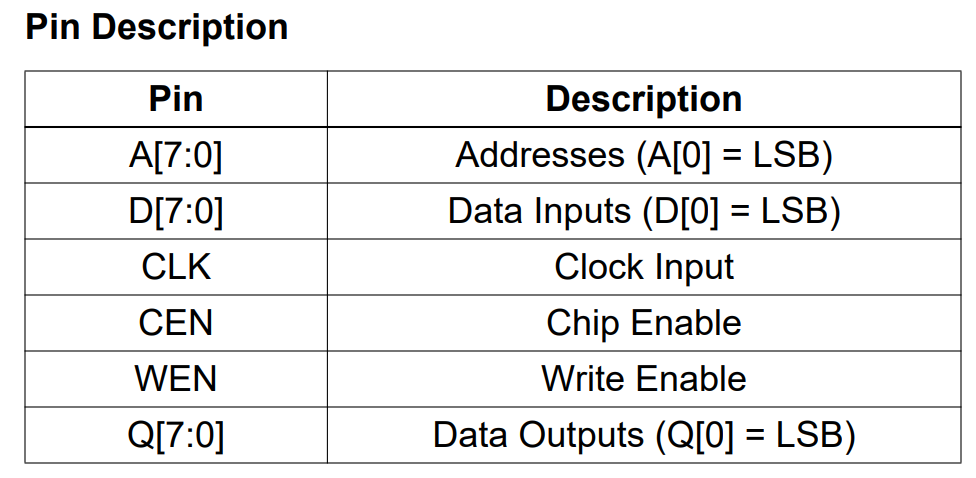 Pin Description
Pin Description
A[7:0] Addresses (A[0] = LSB)
D[7:0] Data Inputs (D[0] = LSB)
CLK Clock Input
CEN Chip Enable
WEN Write Enable
Q[7:0] Data Outputs (Q[0] = LSB)